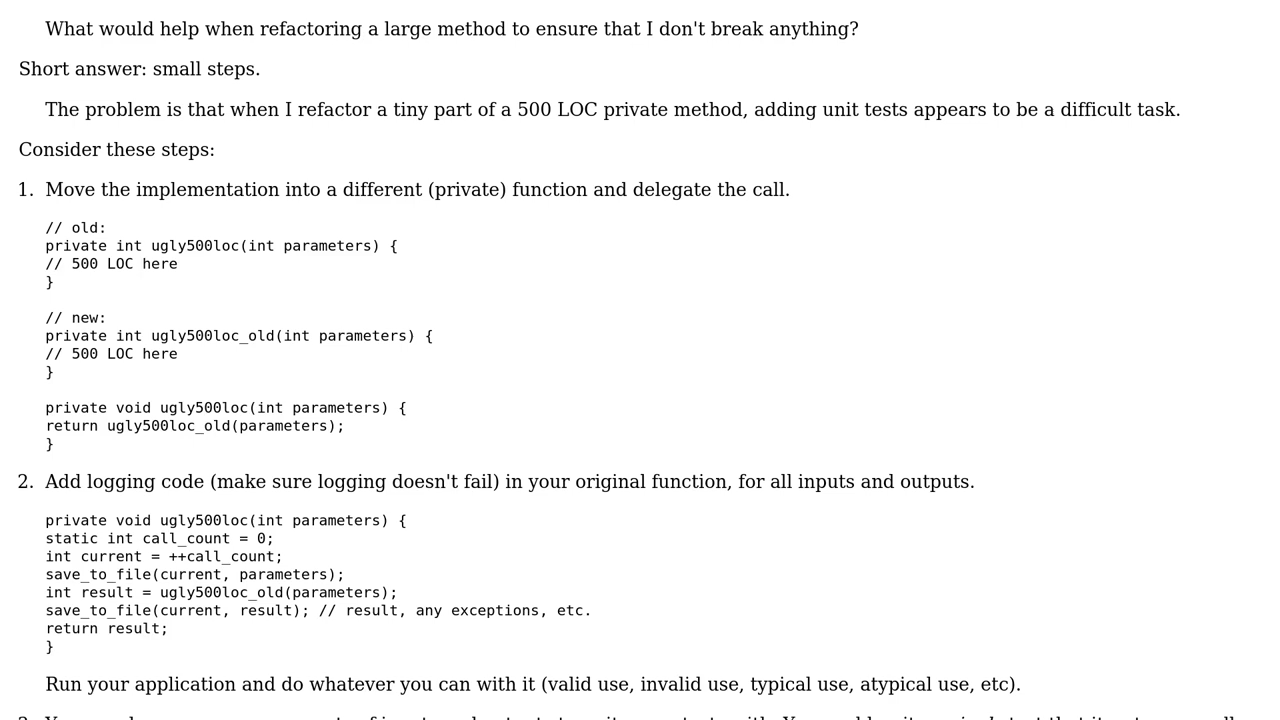 What would help when refactoring a large method to ensure that I don't break anything?
Short answer: small steps.
The problem is that when I refactor a tiny part of a 500 LOC private method, adding unit tests appears to be a difficult task.
Consider these steps:
1. Move the implementation into a different (private) function and delegate the call.
// old:
private int ugly500loc(int parameters) {
// 500 LOC here
}
// new:
private int ugly500loc_old(int parameters) {
// 500 LOC here
}
private void ugly500loc(int parameters) {
return ugly500loc_old(parameters);
}
2. Add logging code (make sure logging doesn't fail) in your original function, for all inputs and outputs.
private void ugly500loc(int parameters) {
static int call_count = 0;
int current = ++call_count;
save_to_file(current, parameters);
int result = ugly500loc_old(parameters);
save_to_file(current, result); // result, any exceptions, etc.
return result;
}
Run your application and do whatever you can with it (valid use, invalid use, typical use, atypical use, etc).